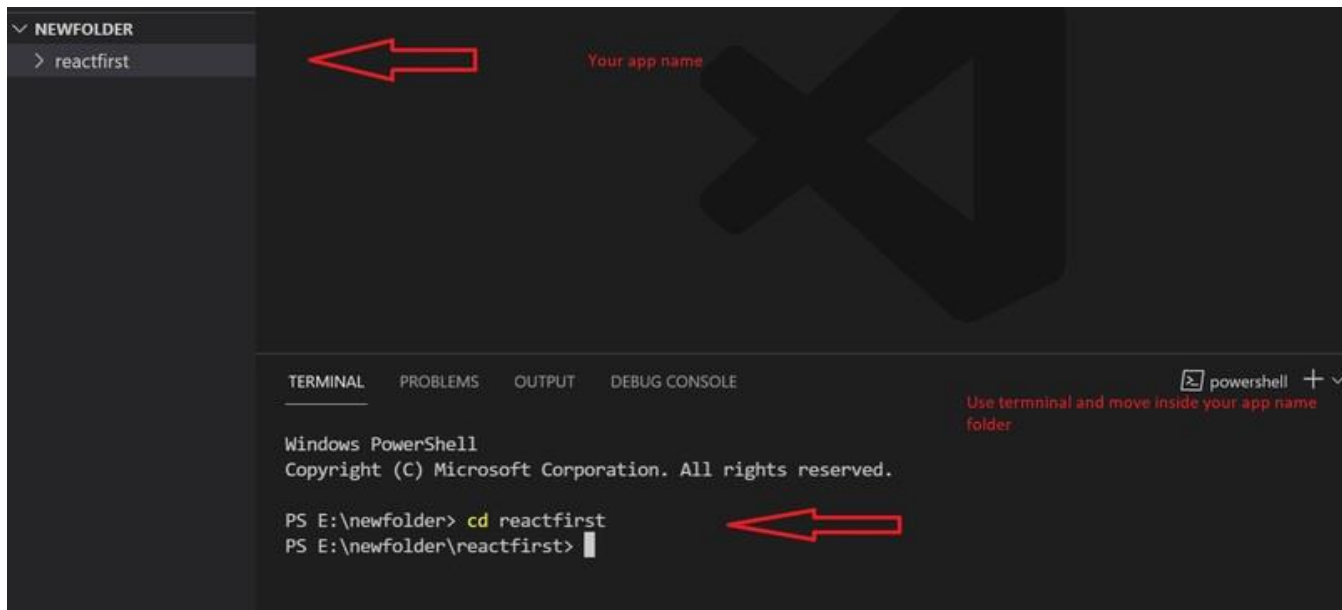 NEWFOLDER
reactfirst
Your app name
TERMINAL PROBLEMS OUTPUT DEBUG CONSOLE
powershell
Use termninal and move inside your app name
folder
Windows PowerShell
Copyright (C) Microsoft Corporation. All rights reserved.
PS E:\newfolder> cd reactfirst
PS E:\newfolder\reactfirst>